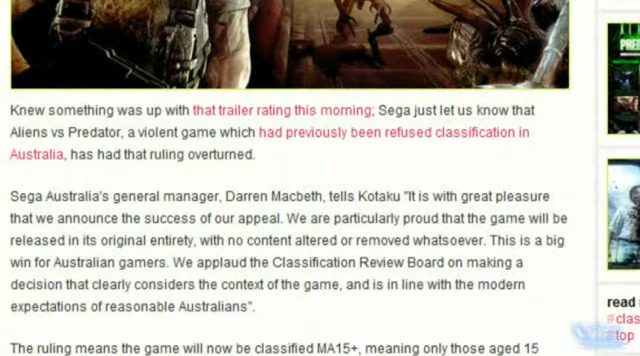 Knew something was up with that trailer rating this morning; Sega just let us know that
Aliens vs Predator, a violent game which had previously been refused classification in
Australia, has had that ruling overturned.
Sega Australia's general manager, Darren Macbeth, tells Kotaku "It is with great pleasure
that we announce the success of our appeal. We are particularly proud that the game will be
released in its original entirety, with no content altered or removed whatsoever. This is a big
win for Australian gamers. We applaud the Classification Review Board on making a
decision that clearly considers the context of the game, and is in line with the modern
expectations of reasonable Australians".
The ruling means the game will now be classified MA15+, meaning only those aged 15
PRE
read
#clas
#top